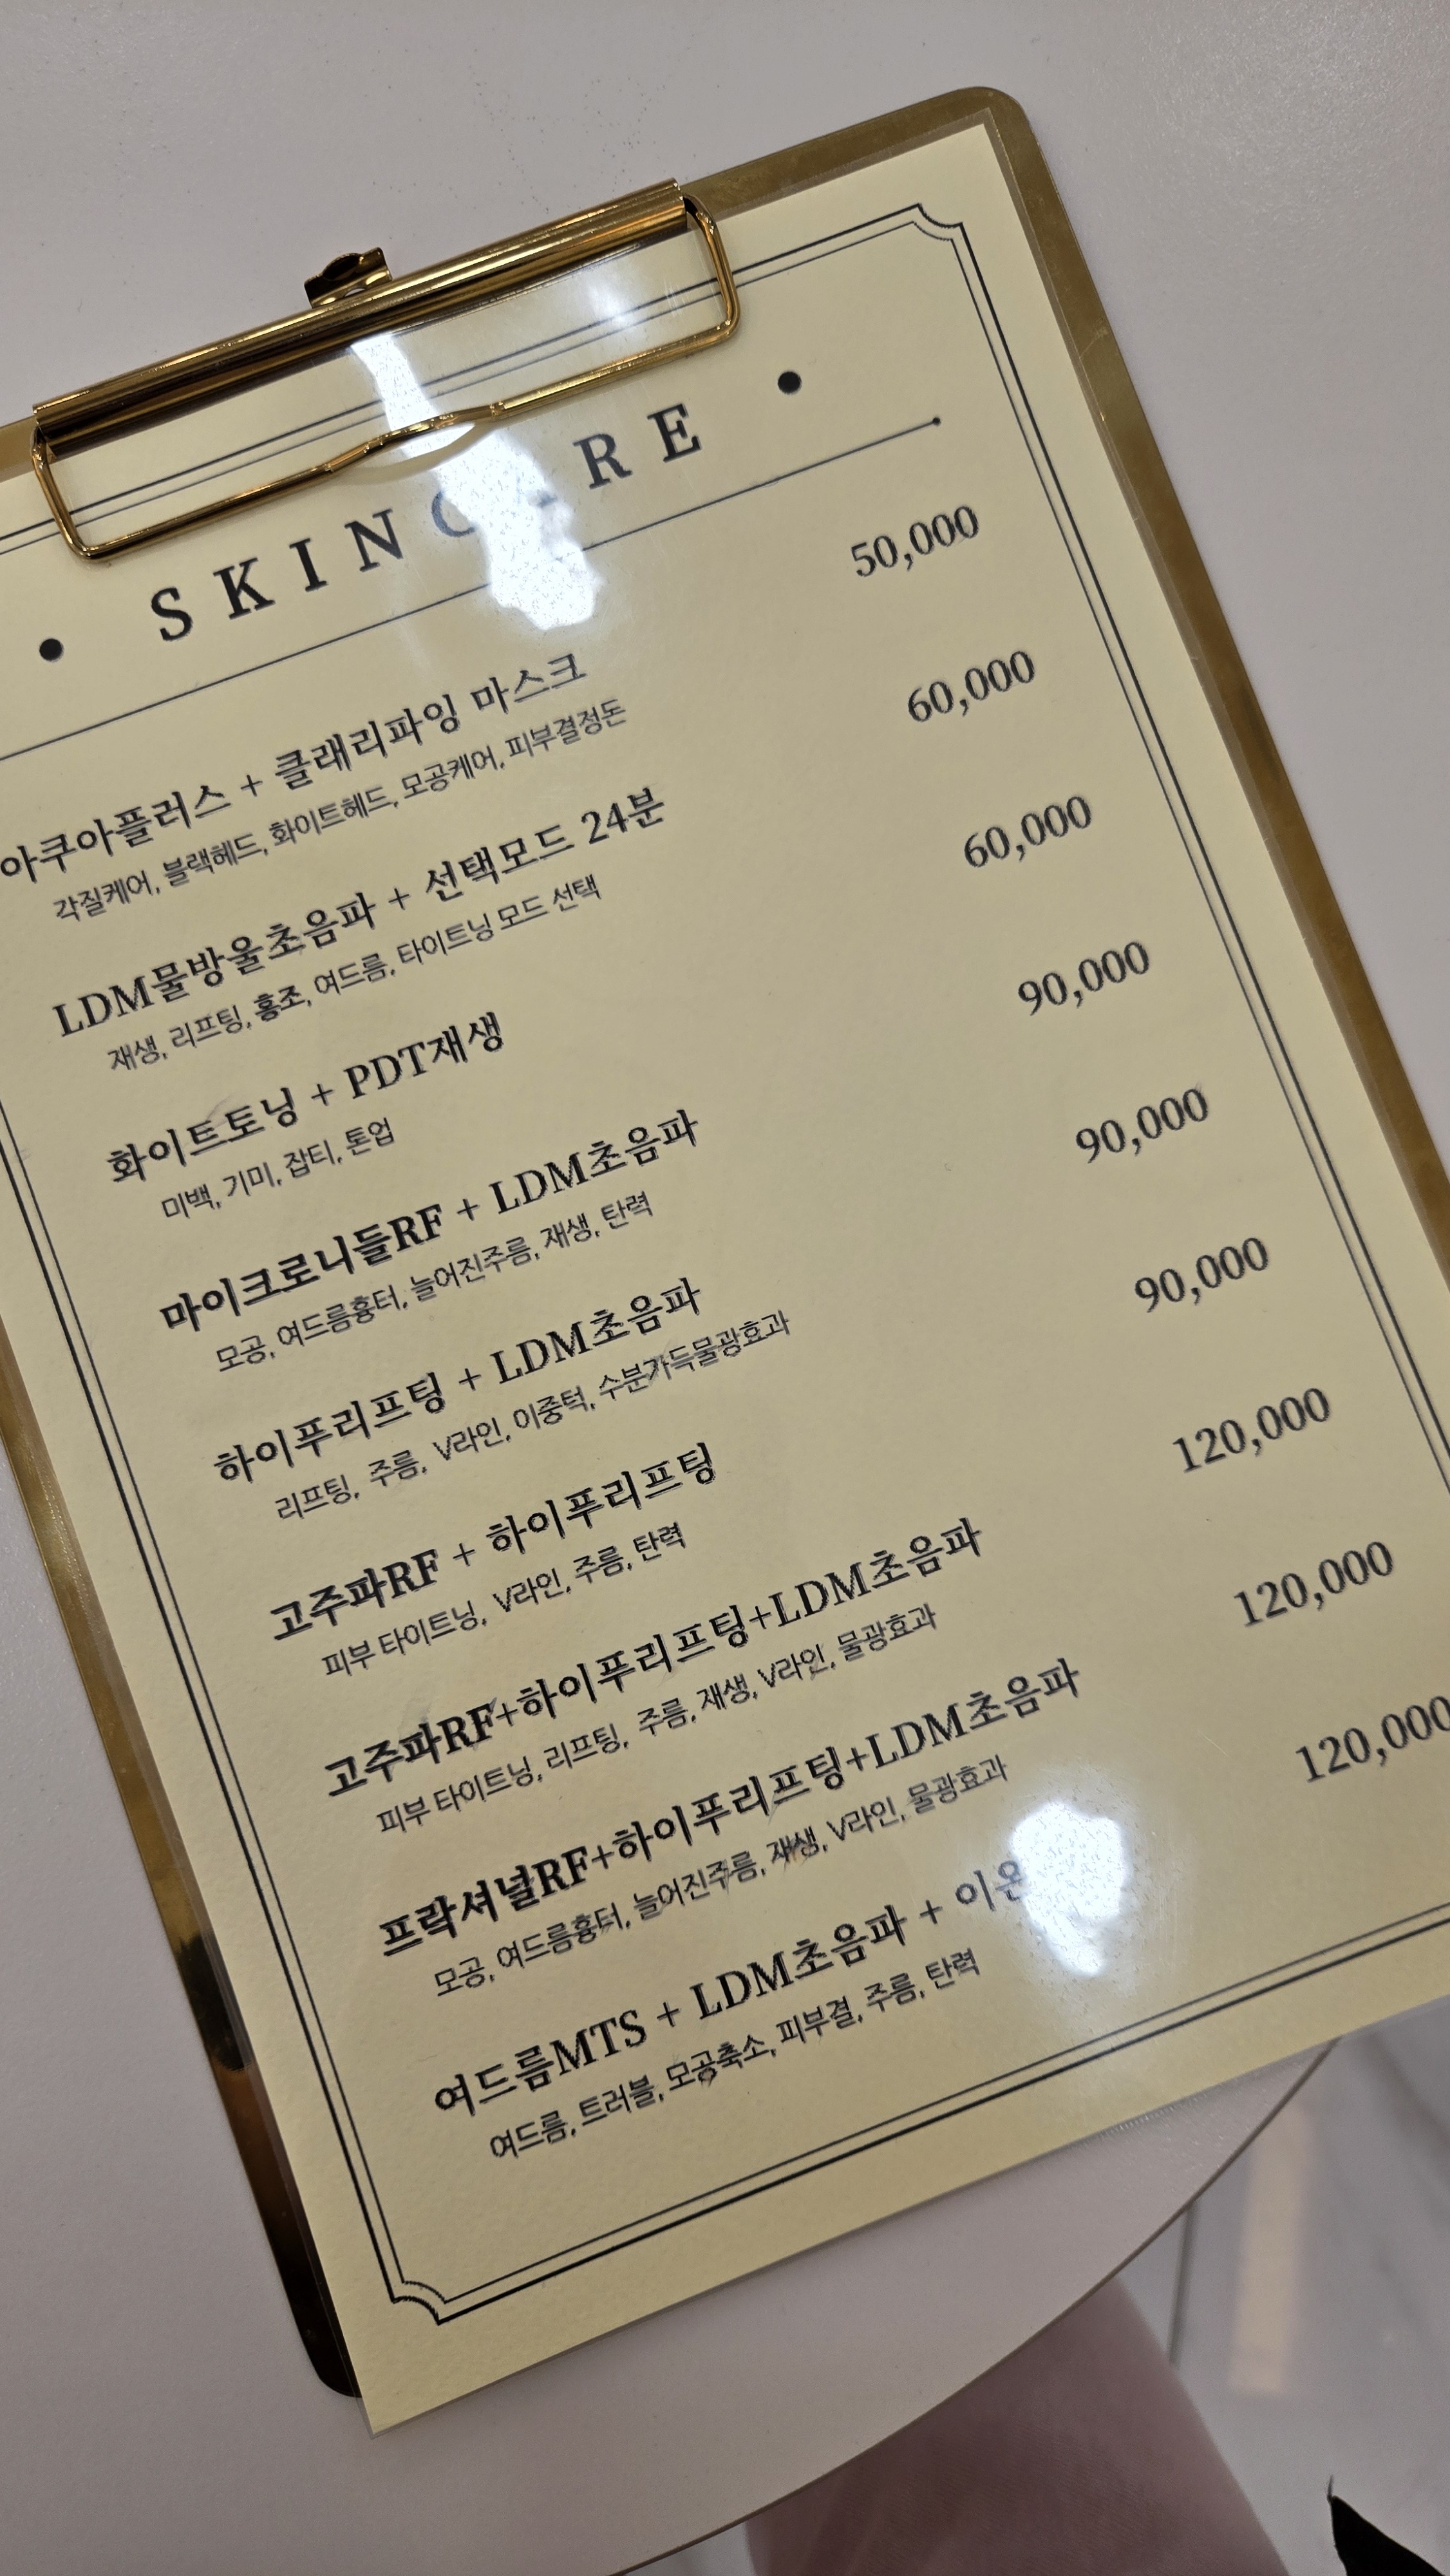 • SKINCARE •
아쿠아플러스 + 클래리파잉 마스크 50,000
각질케어, 블랙헤드, 화이트헤드, 모공케어, 피부결정돈
LDM물방울초음파 + 선택모드 24분 60,000
재생, 리프팅, 홍조, 여드름, 타이트닝 모드 선택
화이트토닝 + PDT재생 60,000
미백, 기미, 잡티, 톤업
마이크로니들RF + LDM초음파 90,000
모공, 여드름흉터, 늘어진주름, 재생, 탄력
하이푸리프팅 + LDM초음파 90,000
리프팅, 주름, V라인, 이중턱, 수분가득물광효과
고주파RF + 하이푸리프팅 90,000
피부 타이트닝, V라인, 주름, 탄력
고주파RF+하이푸리프팅+LDM초음파 120,000
피부 타이트닝, 리프팅, 주름, 재생, V라인, 물광효과
프락셔널RF+하이푸리프팅+LDM초음파 120,000
모공, 여드름흉터, 늘어진주름, 재생, V라인, 물광효과
여드름MTS + LDM초음파 + 120,000
여드름, 트러블, 모공축소, 피부결, 주름, 탄력